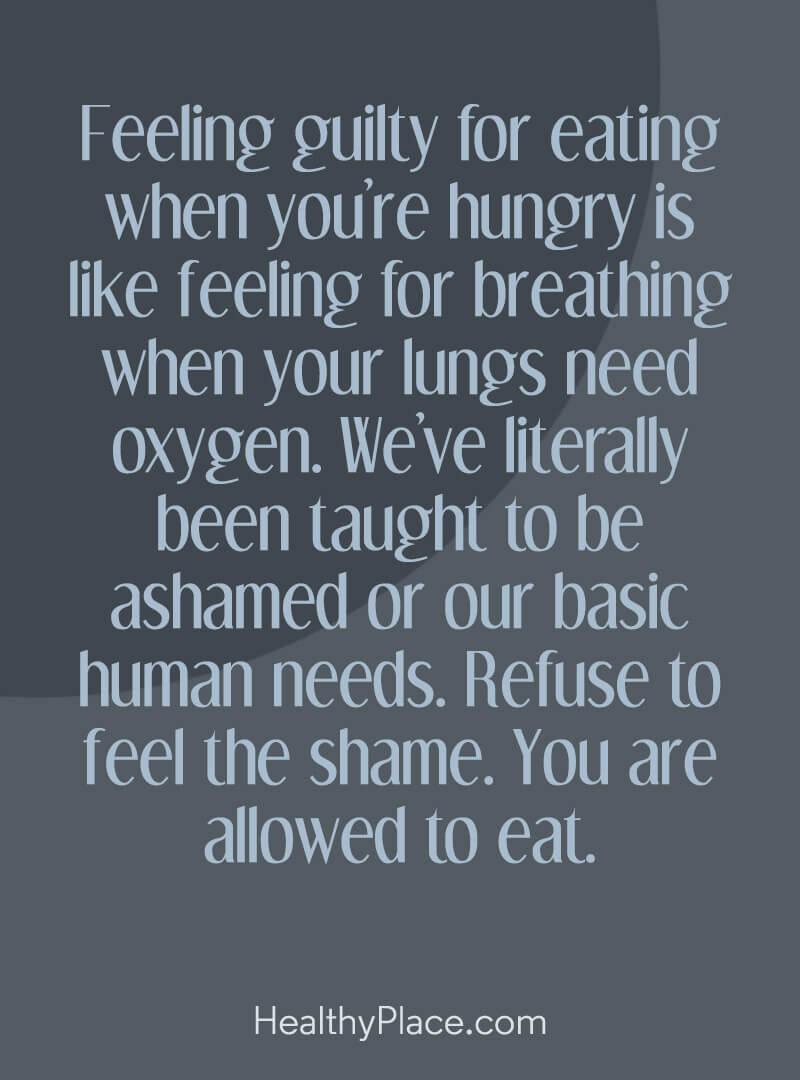 Feeling guilty for eating
when you're hungry is
like feeling for breathing
when your lungs need
oxygen. We've literally
been taught to be
ashamed or our basic
human needs. Refuse to
feel the shame. You are
allowed to eat.
HealthyPlace.com